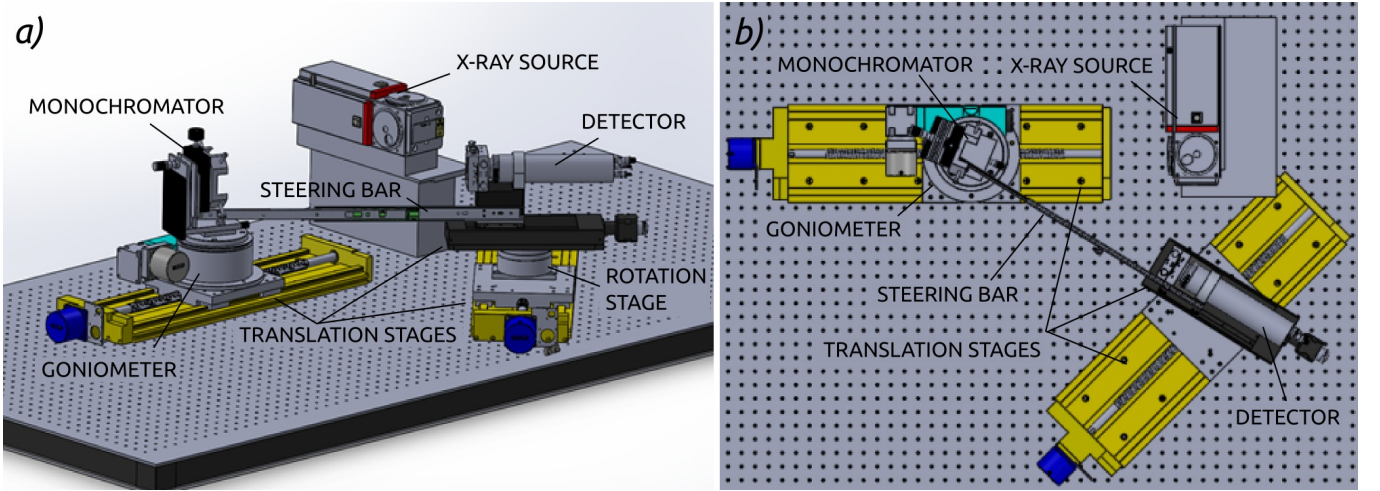 a)
X-RAY SOURCE
MONOCHROMATOR
DETECTOR
STEERING BAR
ROTATION
STAGE
TRANSLATION STAGES
GONIOMETER
b)
MONOCHROMATOR
X-RAY SOURCE
GONIOMETER
STEERING BAR
TRANSLATION STAGES
DETECTOR